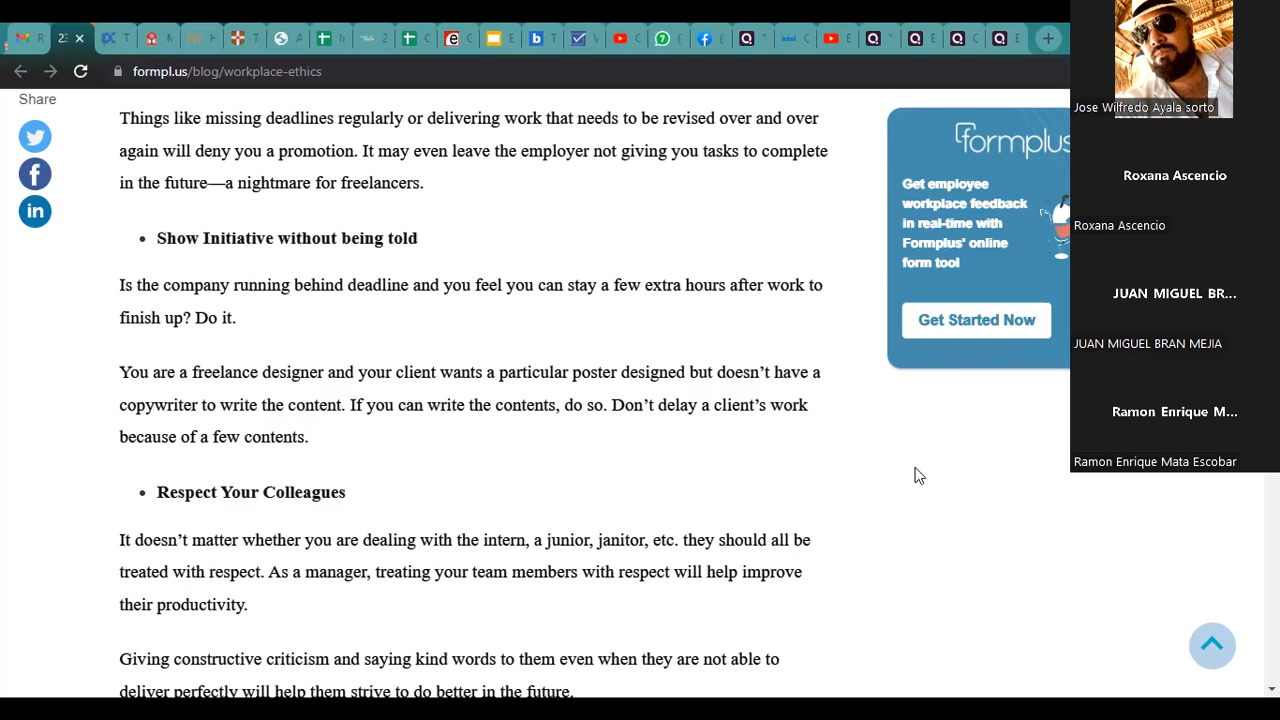 R
23
T
M
H
T
A
I
2
C
E
T
V
E
(
(
"
intel
E
"
E
C
E
formpl.us/blog/workplace-ethics
Share
Things like missing deadlines regularly or delivering work that needs to be revised over and over
again will deny you a promotion. It may even leave the employer not giving you tasks to complete
in the future—a nightmare for freelancers.
• Show Initiative without being told
Is the company running behind deadline and you feel you can stay a few extra hours after work to
finish up? Do it.
You are a freelance designer and your client wants a particular poster designed but doesn’t have a
copywriter to write the content. If you can write the contents, do so. Don’t delay a client’s work
because of a few contents.
• Respect Your Colleagues
It doesn’t matter whether you are dealing with the intern, a junior, janitor, etc. they should all be
treated with respect. As a manager, treating your team members with respect will help improve
their productivity.
Giving constructive criticism and saying kind words to them even when they are not able to
deliver perfectly will help them strive to do better in the future.
formplus
Get employee
workplace feedback
in real-time with
Formplus' online
form tool
Get Started Now
Jose Wilfredo Ayala sorto
Roxana Ascencio
Roxana Ascencio
JUAN MIGUEL BR...
JUAN MIGUEL BRAN MEJIA
Ramon Enrique M...
Ramon Enrique Mata Escobar